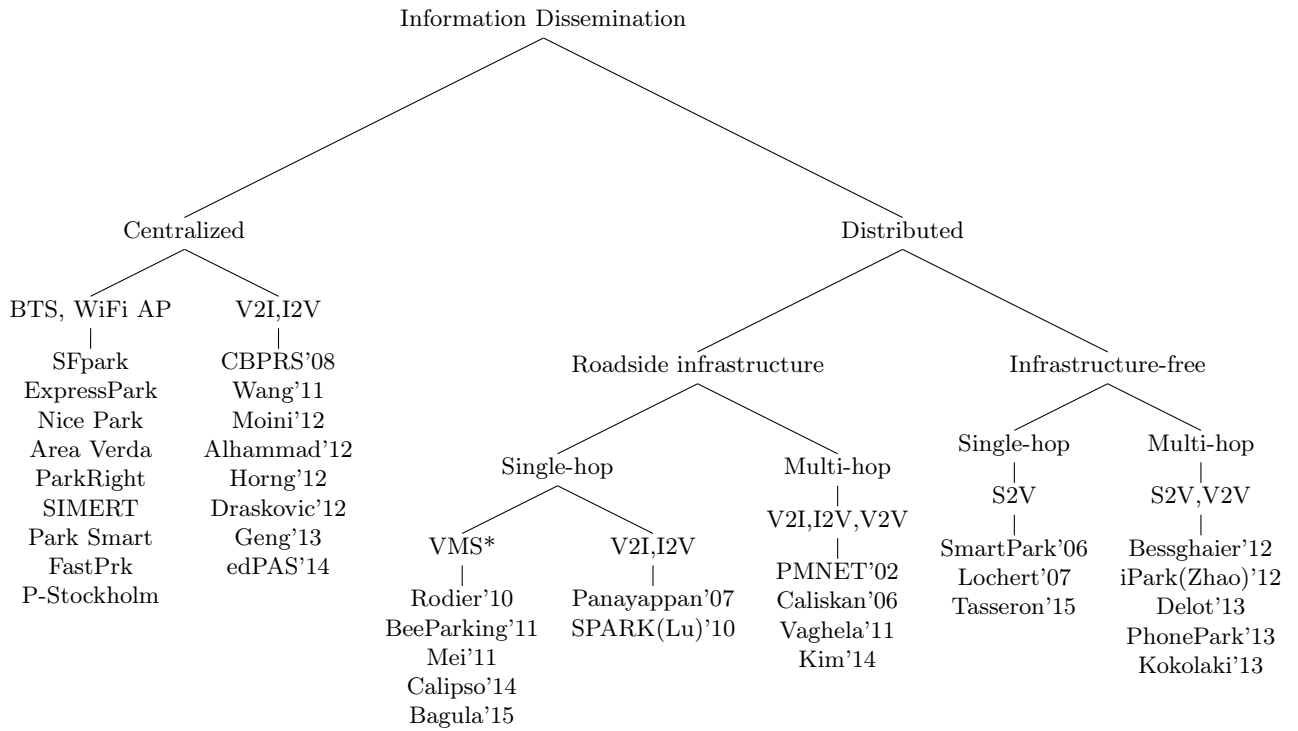 Information Dissemination
Centralized
Distributed
BTS, WiFi AP
SFpark
ExpressPark
Nice Park
Area Verda
ParkRight
SIMERT
Park Smart
FastPrk
P-Stockholm
V2I,I2V
CBPRS'08
Wang'11
Moini'12
Alhammad'12
Horng'12
Draskovic'12
Geng'13
edPAS'14
Roadside infrastructure
Infrastructure-free
Single-hop
VMS*
Rodier'10
BeeParking'11
Mei'11
Calipso'14
Bagula'15
V2I,I2V
Panayappan'07
SPARK(Lu)'10
Multi-hop
V2I,I2V,V2V
PMNET'02
Caliskan'06
Vaghela'11
Kim'14
Single-hop
S2V
SmartPark'06
Lochert'07
Tasseron'15
Multi-hop
S2V,V2V
Bessghaier'12
iPark(Zhao)'12
Delot'13
PhonePark'13
Kokolaki'13